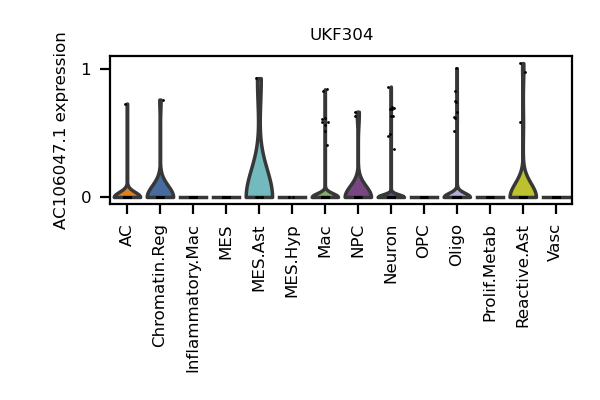 UKF304
AC106047.1 expression
1
0
AC
Chromatin.Reg
Inflammatory.Mac
MES
MES.Ast
MES.Hyp
Mac
NPC
Neuron
OPC
Oligo
Prolif.Metab
Reactive.Ast
Vasc